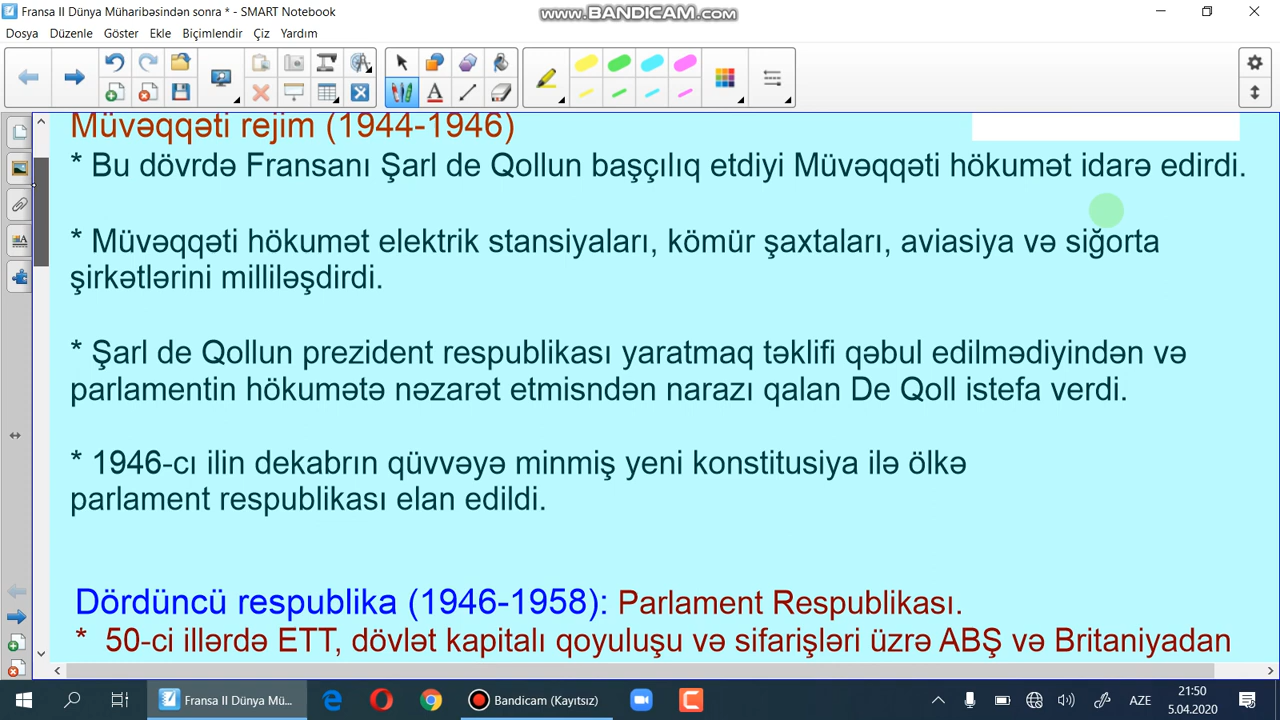 Fransa II Dünya Müharibəsindən sonra * - SMART Notebook
www.BANDICAM.com
Dosya Düzenle Göster Ekle Biçimlendir Çiz Yardım
Müvəqqəti rejim (1944-1946)
* Bu dövrdə Fransanı Şarl de Qollun başçılıq etdiyi Müvəqqəti hökumət idarə edirdi.
* Müvəqqəti hökumət elektrik stansiyaları, kömür şaxtaları, aviasiya və sığorta
şirkətlərini milliləşdirdi.
* Şarl de Qollun prezident respublikası yaratmaq təklifi qəbul edilmədiyindən və
parlamentin hökumətə nəzarət etmisndən narazı qalan De Qoll istefa verdi.
* 1946-cı ilin dekabrın qüvvəyə minmiş yeni konstitusiya ilə ölkə
parlament respublikası elan edildi.
Dördüncü respublika (1946-1958): Parlament Respublikası.
* 50-ci illərdə ETT, dövlət kapitalı qoyuluşu və sifarişləri üzrə ABŞ və Britaniyadan
Fransa II Dünya Mü...
Bandicam (Kayıtsız)
AZE
21:50
5.04.2020